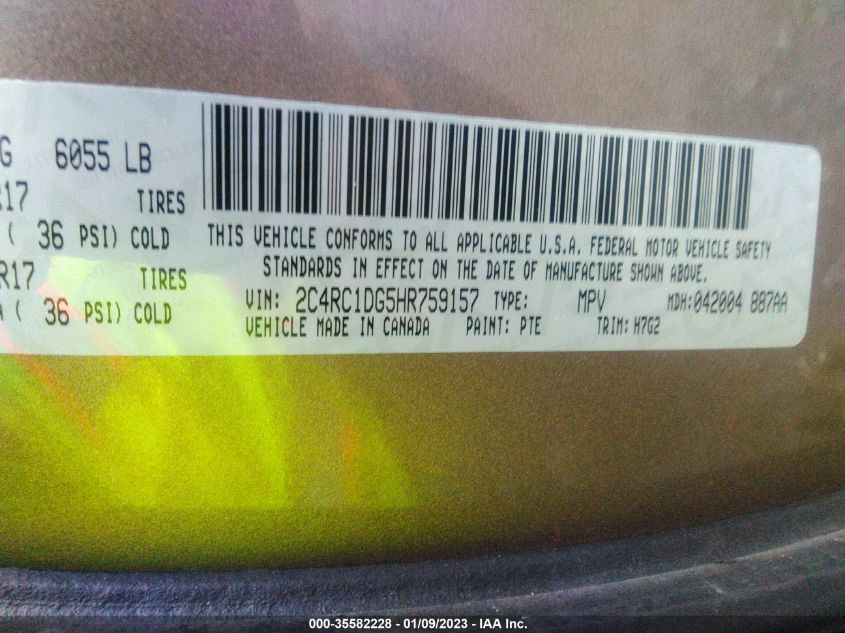 G 6055 LB
R17 TIRES
( 36 PSI) COLD
R17 TIRES
( 36 PSI) COLD
THIS VEHICLE CONFORMS TO ALL APPLICABLE U.S.A. FEDERAL MOTOR VEHICLE SAFETY
STANDARDS IN EFFECT ON THE DATE OF MANUFACTURE SHOWN ABOVE.
VIN: 2C4RC1DG5HR759157 TYPE: MPV MDH:042004 887AA
VEHICLE MADE IN CANADA PAINT: PTE TRIM: H7G2
000-35582228 - 01/09/2023 - IAA Inc.